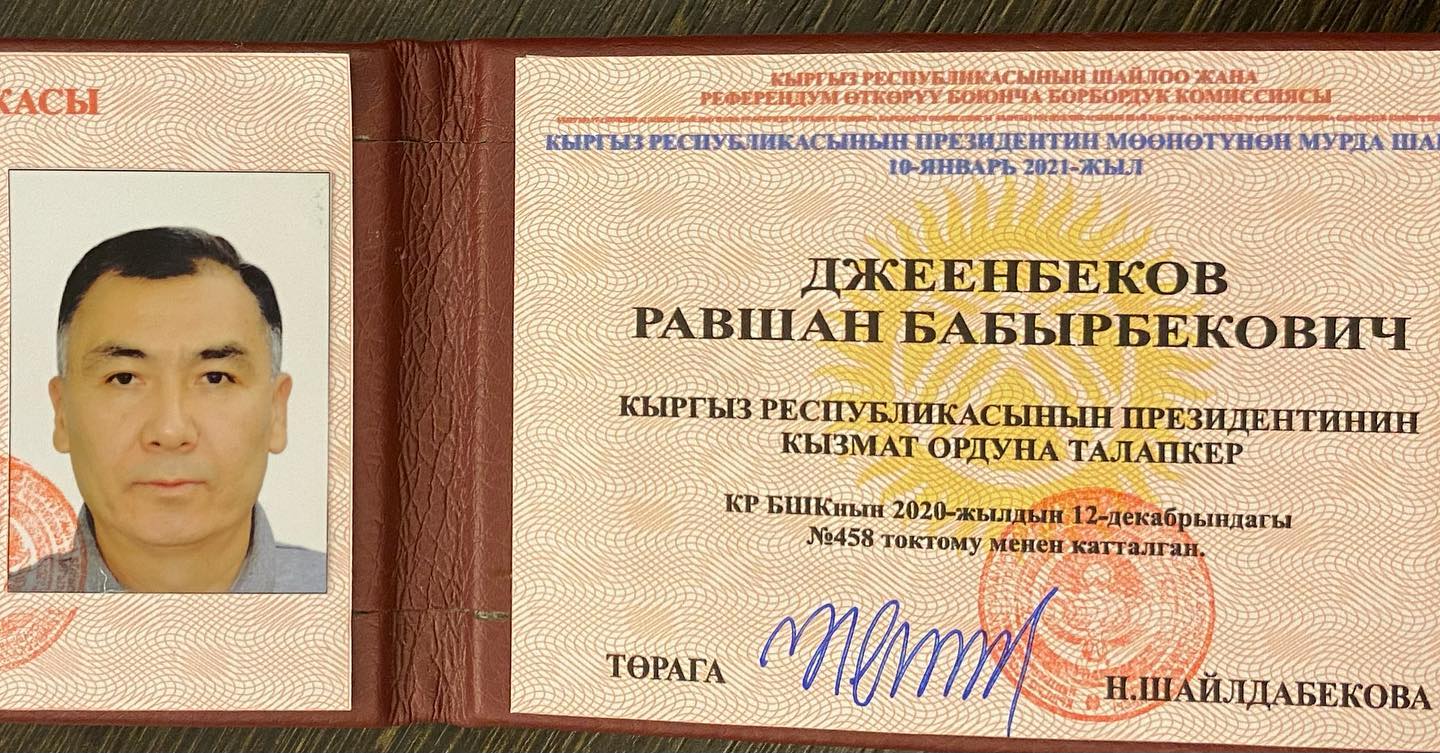 КАСЫ
КЫРГЫЗ РЕСПУБЛИКАСЫНЫН ШАЙЛОО ЖАНА
РЕФЕРЕНДУМ ӨТКӨРҮҮ БОЮНЧА БОРБОРДУК КОМИССИЯСЫ
КЫРГЫЗ РЕСПУБЛИКАСЫНЫН ПРЕЗИДЕНТИН МӨӨНӨТҮНӨН МУРДА ШАЙ
10-ЯНВАРЬ 2021-ЖЫЛ
ДЖЕЕНБЕКОВ
РАВШАН БАБЫРБЕКОВИЧ
КЫРГЫЗ РЕСПУБЛИКАСЫНЫН ПРЕЗИДЕНТИНИН
КЫЗМАТ ОРДУНА ТАЛАПКЕР
КР БШКнын 2020-жылдын 12-декабрындагы
№458 токтому менен катталган.
ТӨРАГА Н.ШАЙЛДАБЕКОВА